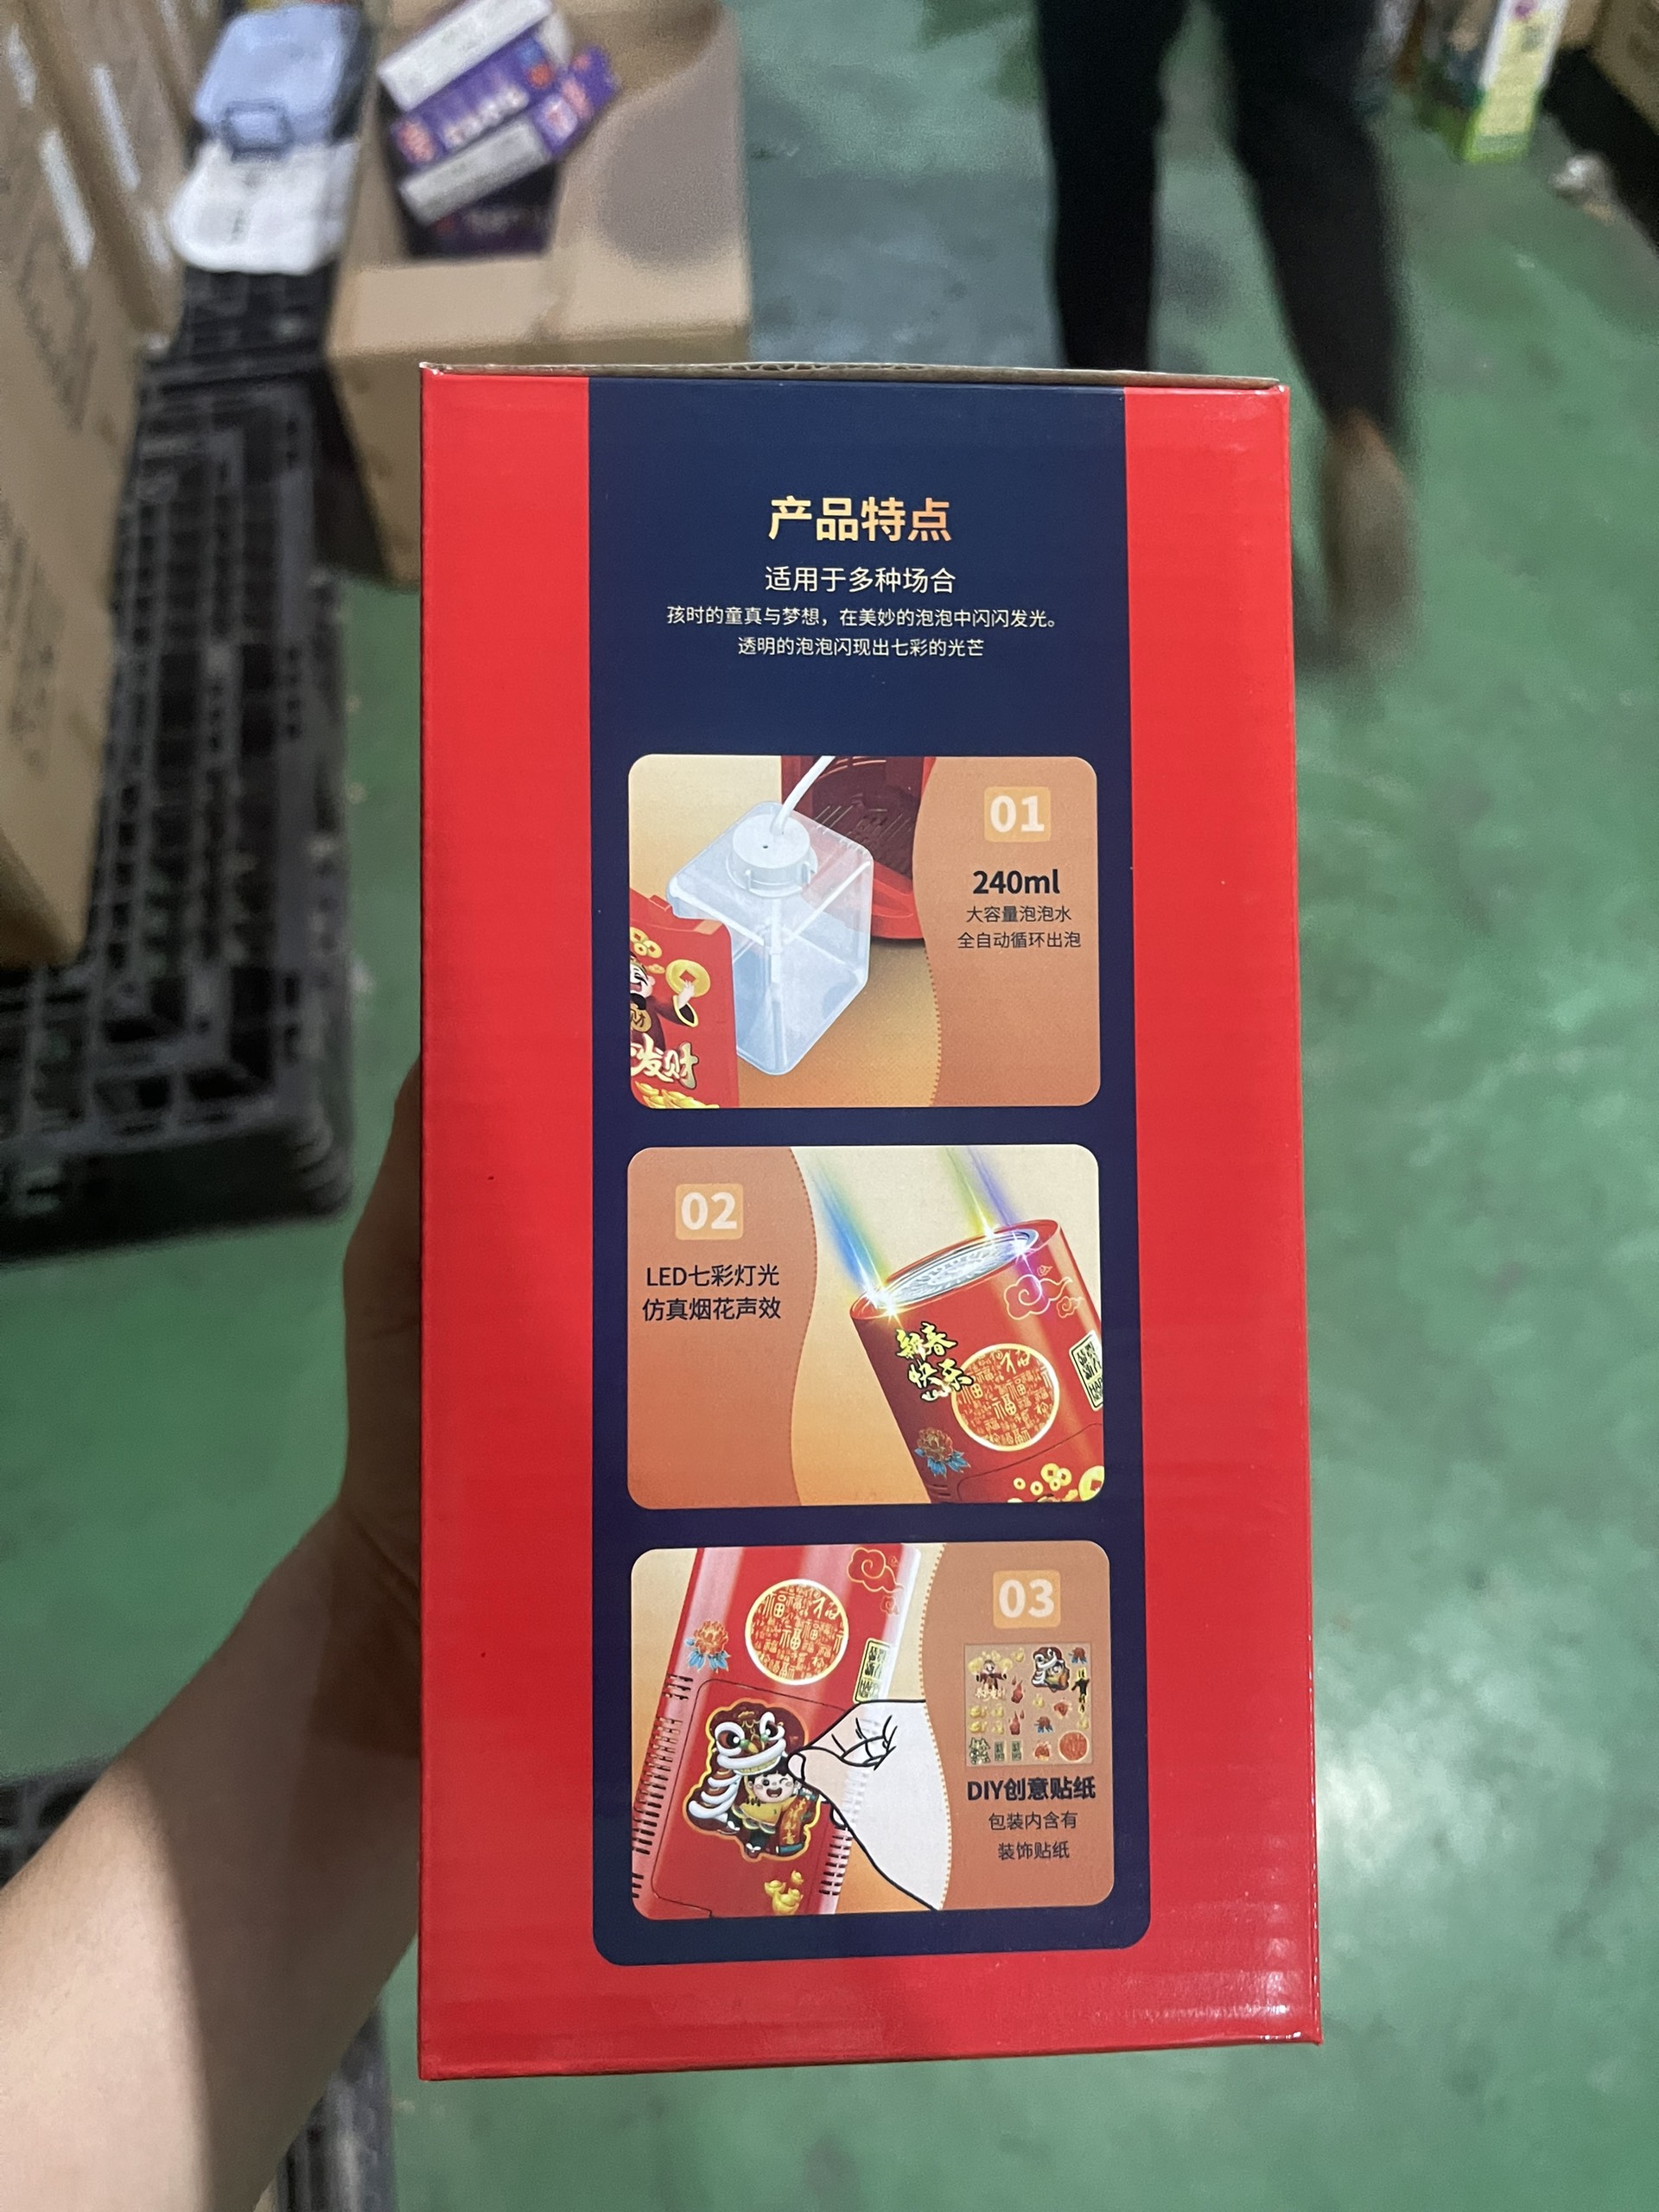 产品特点
适用于多种场合
孩时的童真与梦想，在美妙的泡泡中闪闪发光。
透明的泡泡闪现出七彩的光芒
01
240ml
大容量泡泡水
全自动循环出泡
财
发财
02
LED七彩灯光
仿真烟花声效
新春
快乐
福
03
福
DIY创意贴纸
包装内含有
装饰贴纸